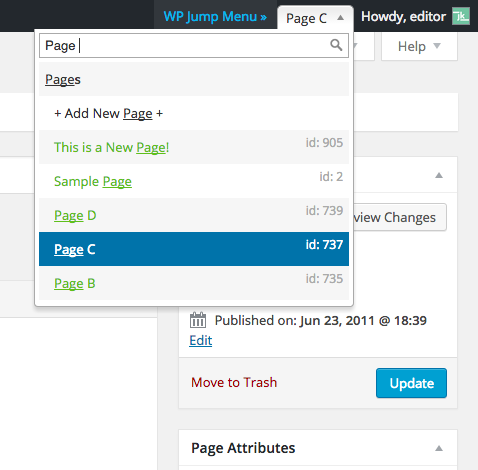 WP Jump Menu » Page C Howdy, editor
Page
Help
Pages
+ Add New Page +
This is a New Page! id: 905
Sample Page id: 2
Page D id: 739
view Changes
Page C id: 737
Page B id: 735
Published on: Jun 23, 2011 @ 18:39
Edit
Move to Trash Update
Page Attributes